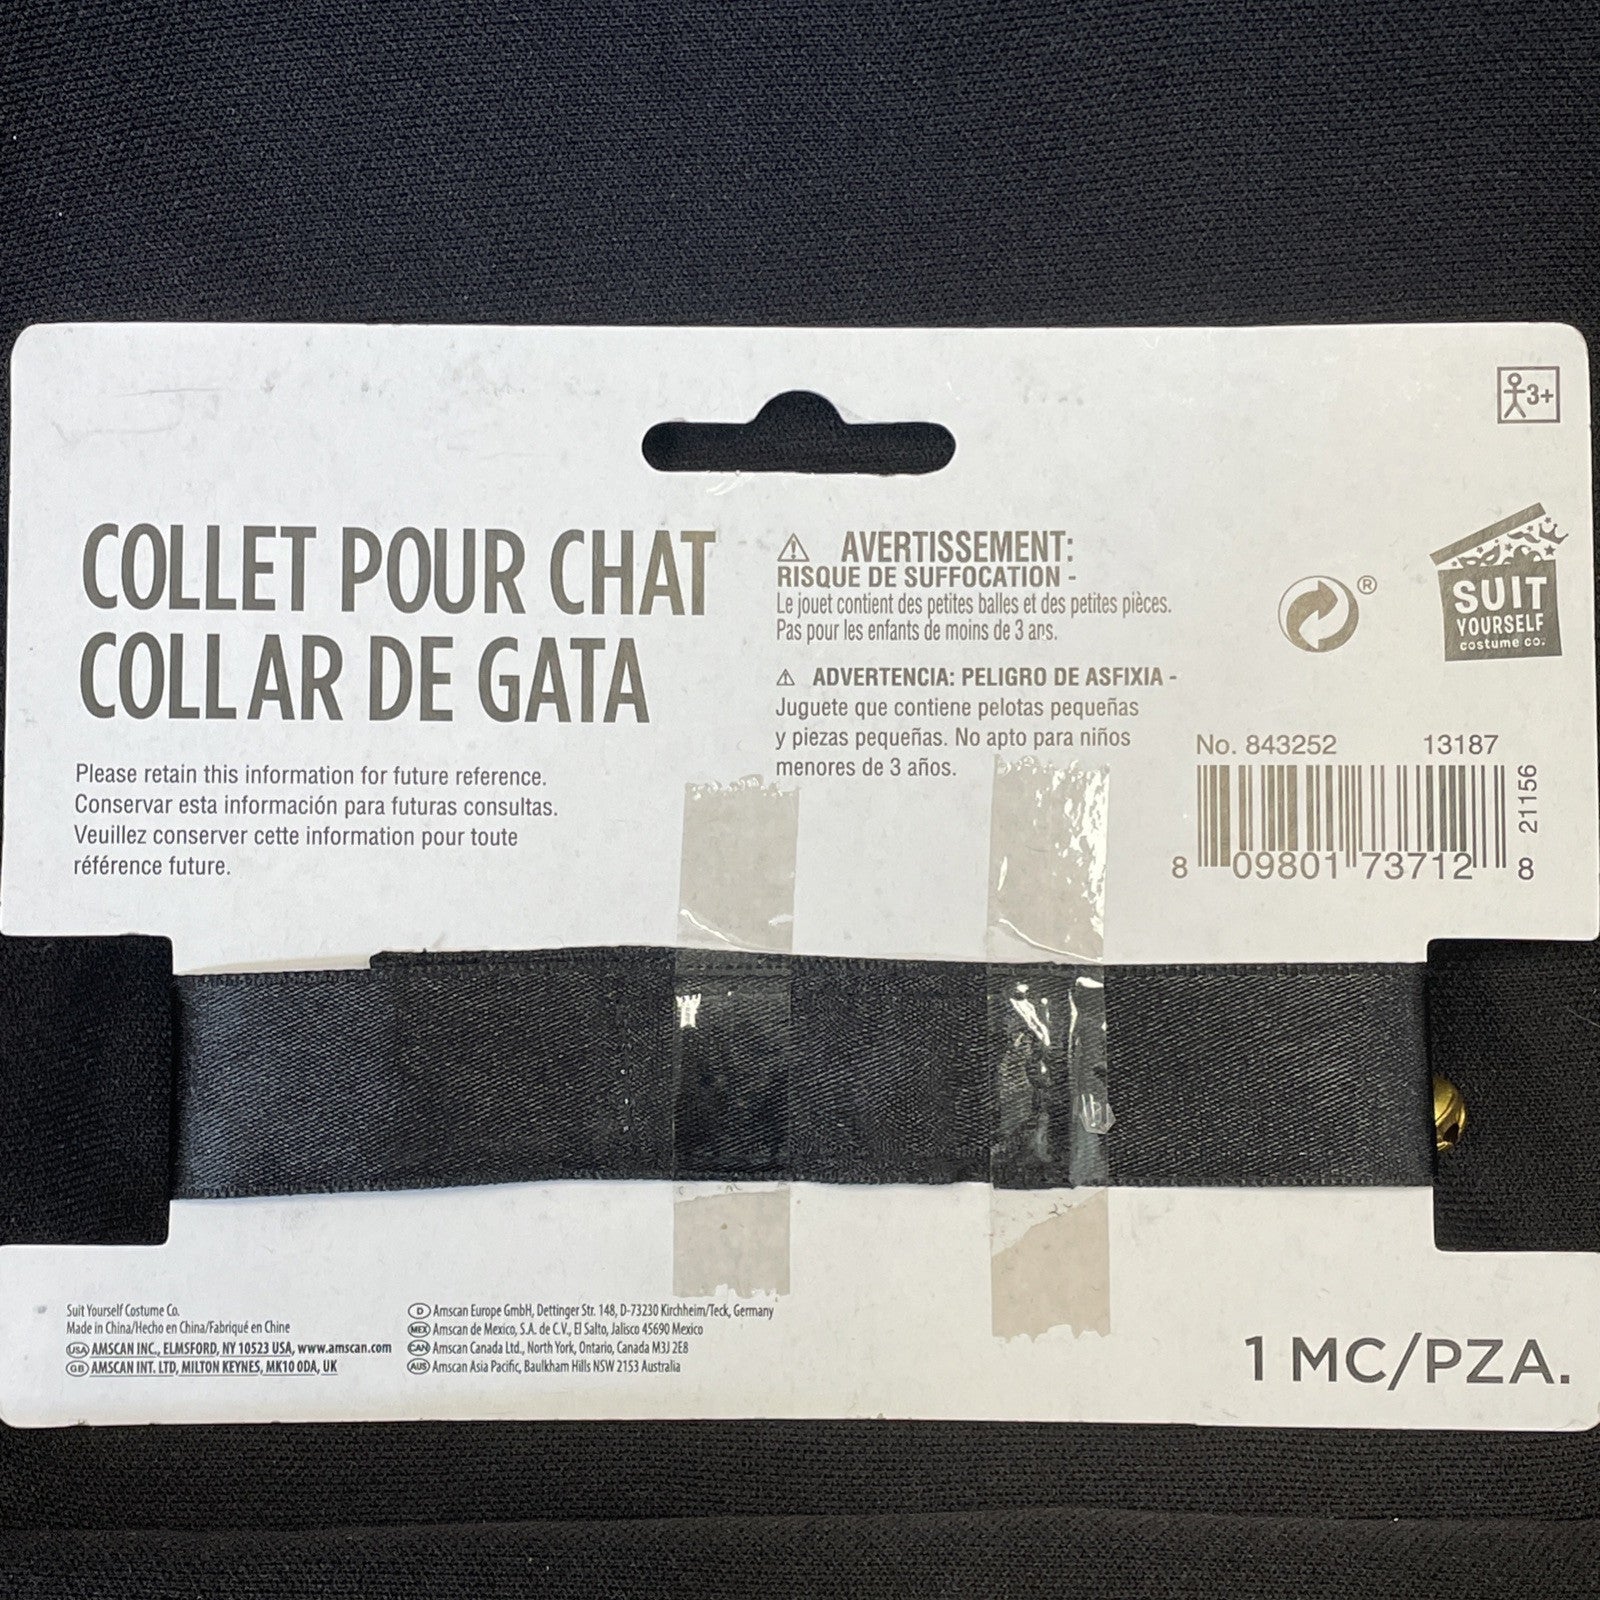 3+
COLLET POUR CHAT
COLLAR DE GATA
Please retain this information for future reference.
Conservar esta información para futuras consultas.
Veuillez conserver cette information pour toute
référence future.
⚠ AVERTISSEMENT:
RISQUE DE SUFFOCATION -
Le jouet contient des petites balles et des petites pièces.
Pas pour les enfants de moins de 3 ans.
⚠ ADVERTENCIA: PELIGRO DE ASFIXIA -
Juguete que contiene pelotas pequeñas
y piezas pequeñas. No apto para niños
menores de 3 años.
®
SUIT
YOURSELF
costume co.
No. 843252 13187
8 09801 73712 8
21156
Suit Yourself Costume Co.
Made in China/Hecho en China/Fabriqué en Chine
USA AMSCAN INC., ELMSFORD, NY 10523 USA, www.amscan.com
GB AMSCAN INT. LTD, MILTON KEYNES, MK10 0DA, UK
D Amscan Europe GmbH, Dettinger Str. 148, D-73230 Kirchheim/Teck, Germany
MEX Amscan de Mexico, S.A. de C.V., El Salto, Jalisco 45690 Mexico
CAN Amscan Canada Ltd., North York, Ontario, Canada M3J 2E8
AUS Amscan Asia Pacific, Baulkham Hills NSW 2153 Australia
1 MC/PZA.